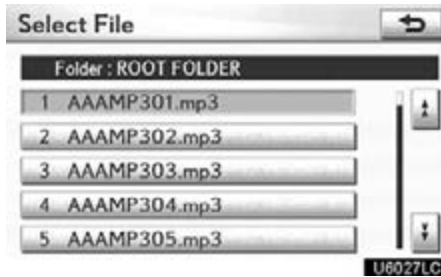 Select File
Folder : ROOT FOLDER
1 AAAMP301.mp3
2 AAAMP302.mp3
3 AAAMP303.mp3
4 AAAMP304.mp3
5 AAAMP305.mp3
U6027LC